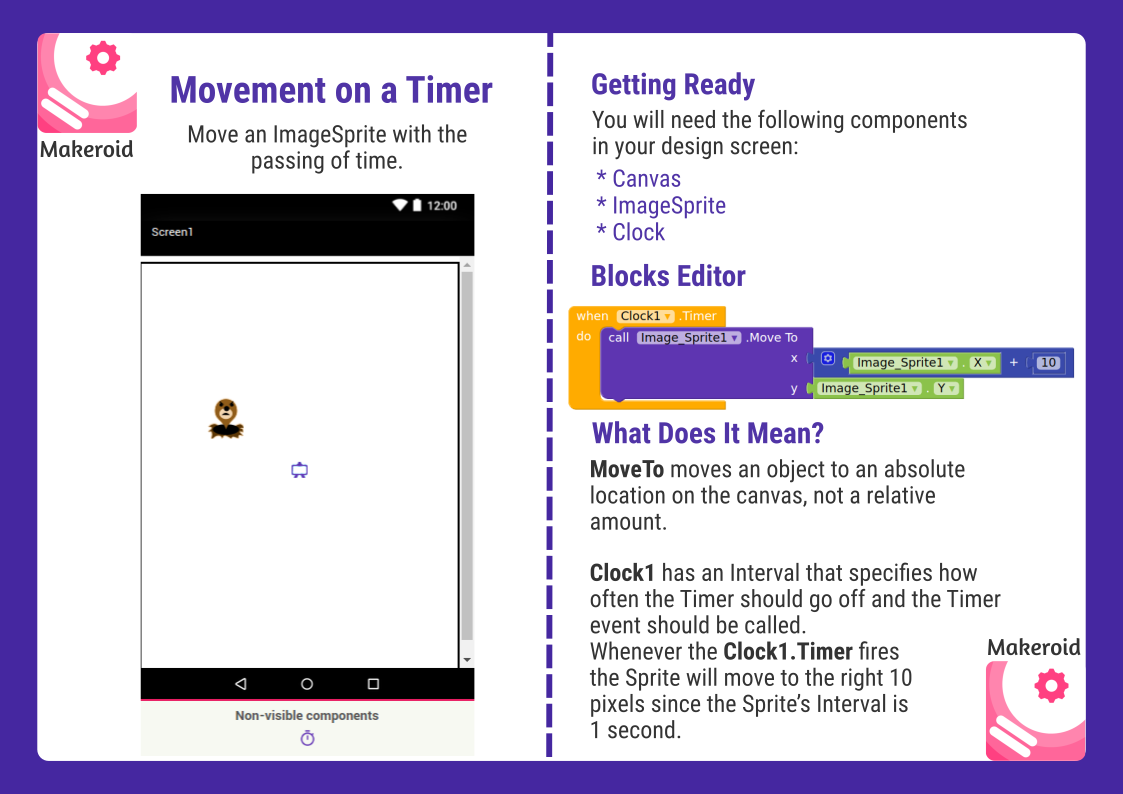 Makeroid
Movement on a Timer
Move an ImageSprite with the
passing of time.
12:00
Screen1
Non-visible components
Getting Ready
You will need the following components
in your design screen:
* Canvas
* ImageSprite
* Clock
Blocks Editor
when Clock1 .Timer
do call Image_Sprite1 .Move To
x Image_Sprite1 . X + 10
y Image_Sprite1 . Y
What Does It Mean?
MoveTo moves an object to an absolute
location on the canvas, not a relative
amount.
Clock1 has an Interval that specifies how
often the Timer should go off and the Timer
event should be called.
Whenever the Clock1.Timer fires
the Sprite will move to the right 10
pixels since the Sprite’s Interval is
1 second.
Makeroid